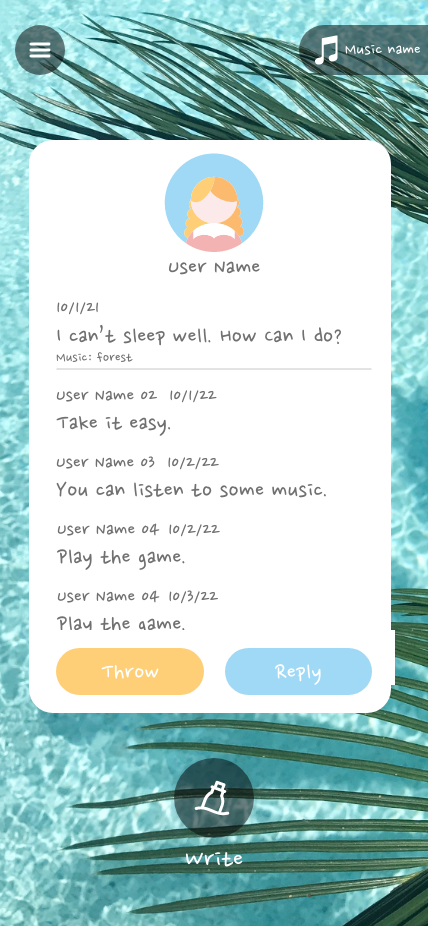 Music name
User Name
10/1/21
I can't sleep well. How can I do?
Music: forest
User Name 02 10/1/22
Take it easy.
User Name 03 10/2/22
You can listen to some music.
User Name 04 10/2/22
Play the game.
User Name 04 10/3/22
Play the game.
Throw
Reply
Write